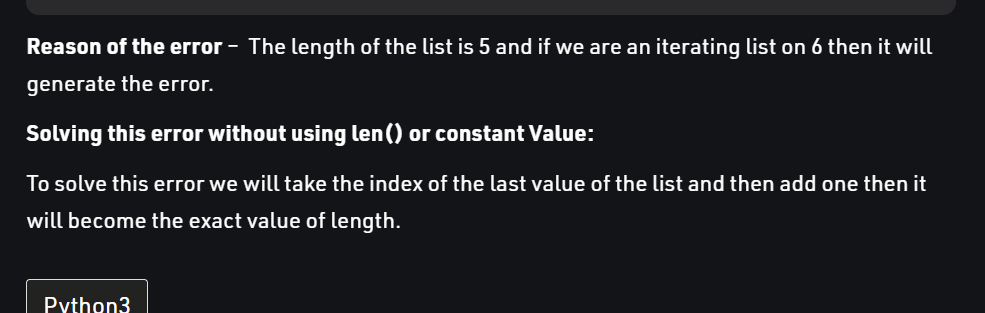 Reason of the error – The length of the list is 5 and if we are an iterating list on 6 then it will
generate the error.
Solving this error without using len() or constant Value:
To solve this error we will take the index of the last value of the list and then add one then it
will become the exact value of length.
Python3